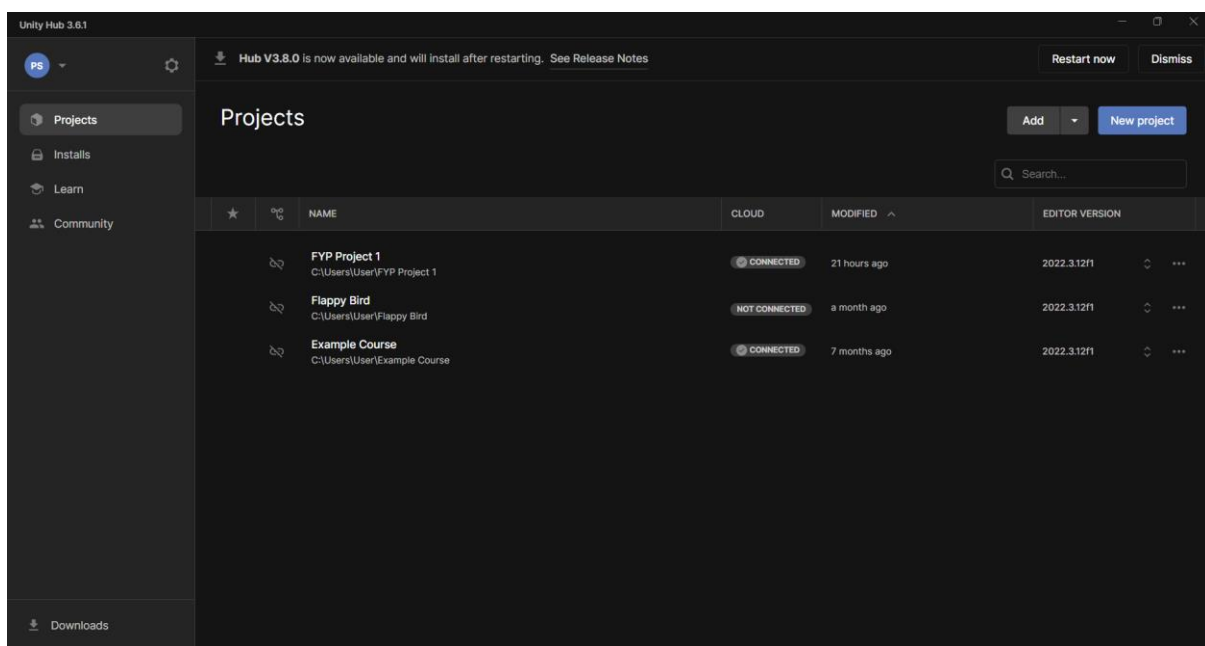 Unity Hub 3.6.1
PS
Hub V3.8.0 is now available and will install after restarting. See Release Notes
Restart now
Dismiss
Projects
Installs
Learn
Community
Downloads
Projects
Add
New project
Search...
NAME CLOUD MODIFIED EDITOR VERSION
FYP Project 1 CONNECTED 21 hours ago 2022.3.12f1
C:\Users\User\FYP Project 1
Flappy Bird NOT CONNECTED a month ago 2022.3.12f1
C:\Users\User\Flappy Bird
Example Course CONNECTED 7 months ago 2022.3.12f1
C:\Users\User\Example Course